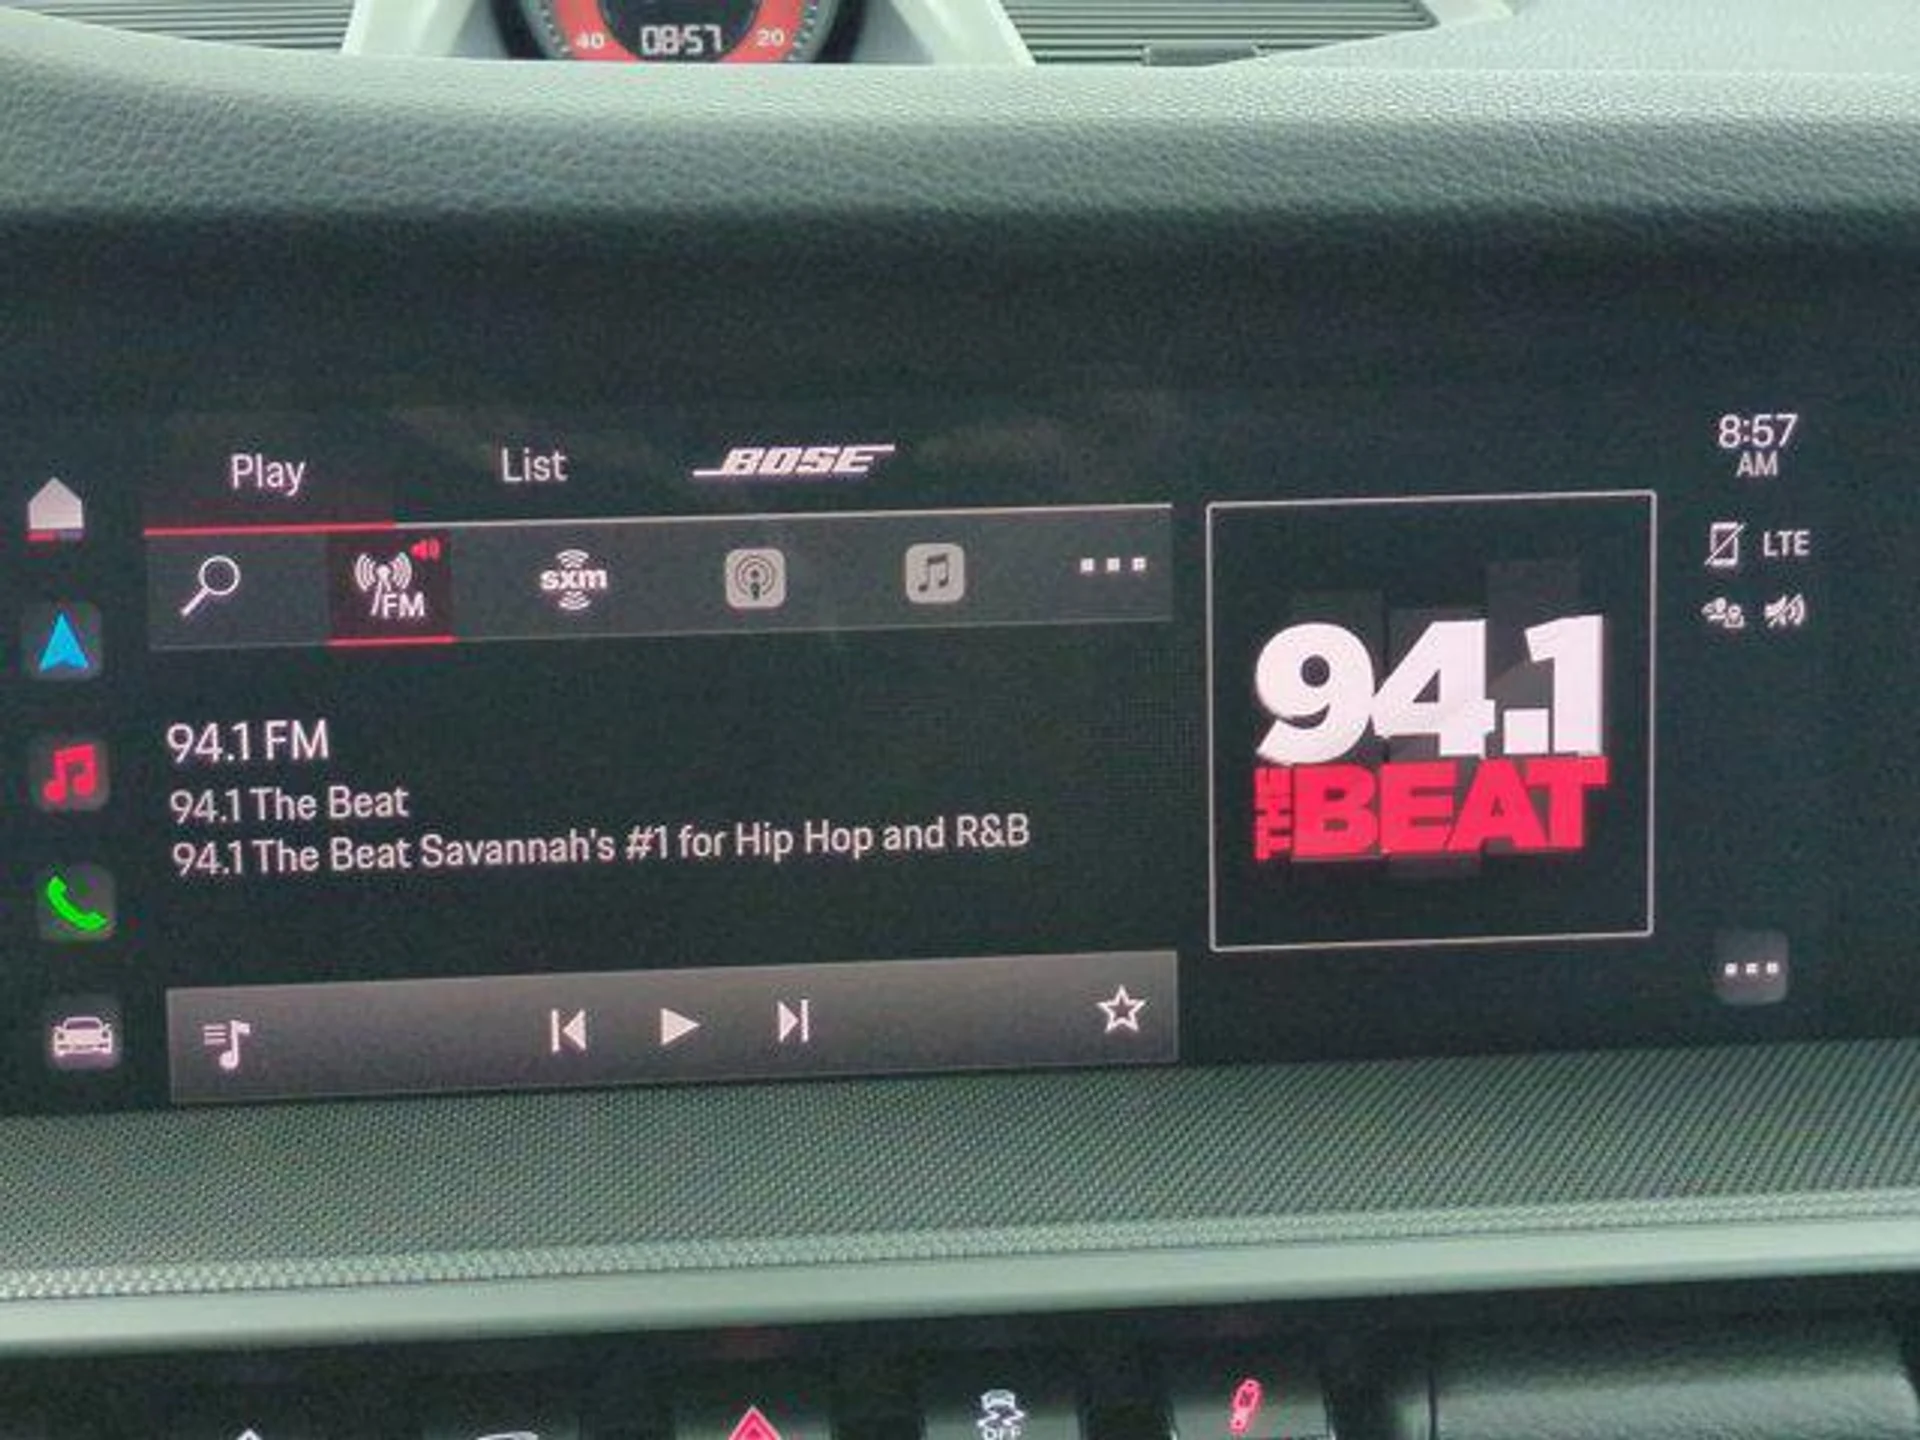 40 08:57 20
Play List BOSE
8:57
AM
FM
sxm
LTE
94.1 FM
94.1 The Beat
94.1 The Beat Savannah's #1 for Hip Hop and R&B
94.1
THE BEAT
OFF